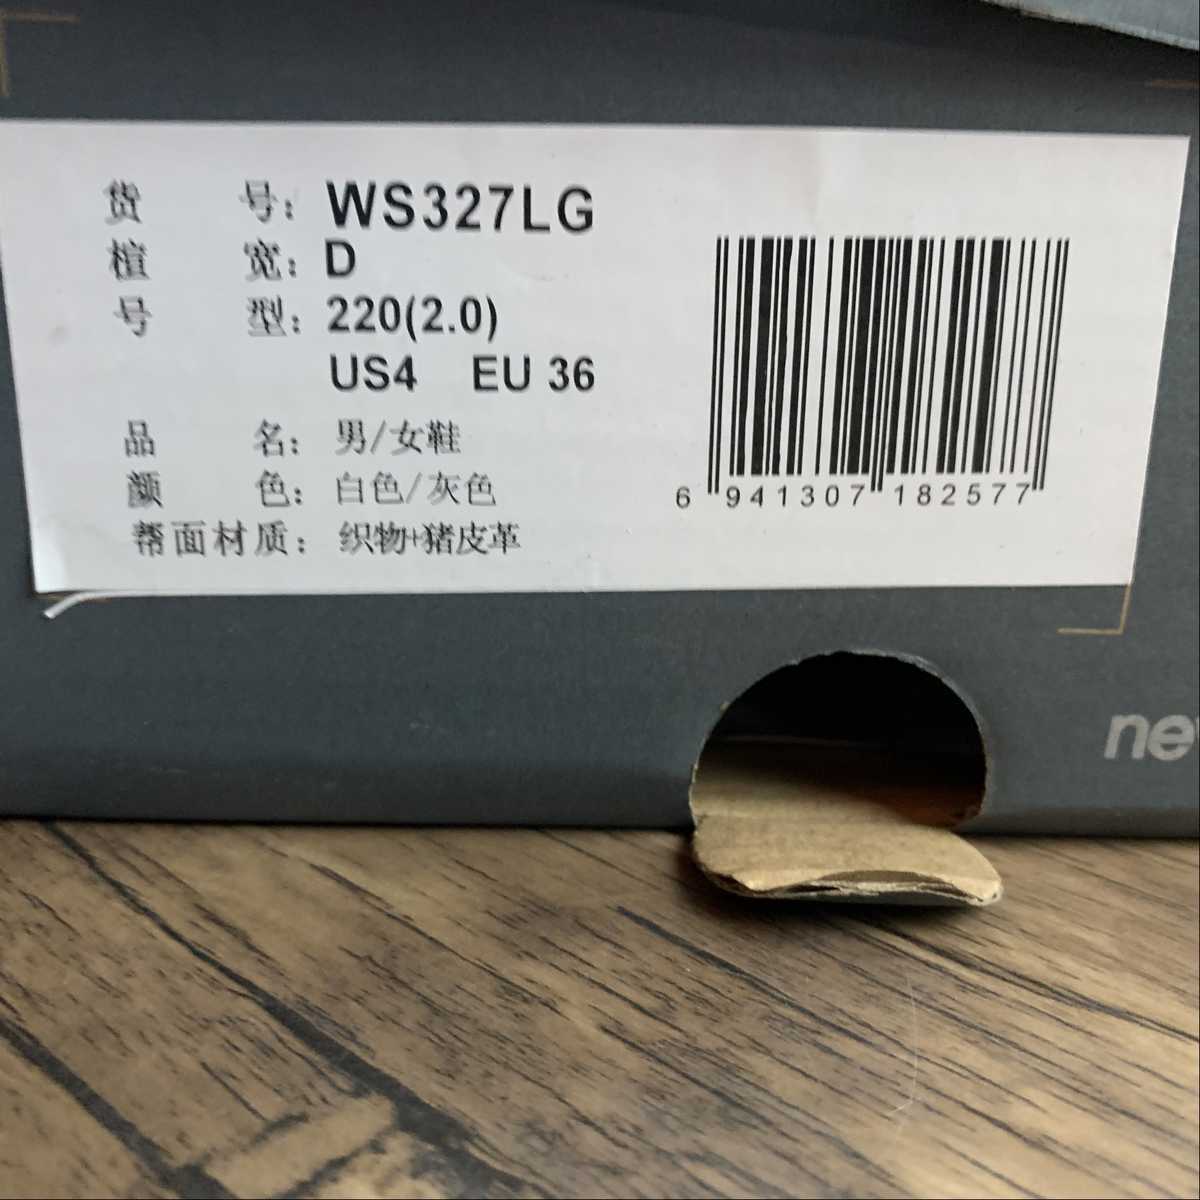 货 号: WS327LG
楦 宽: D
号 型: 220(2.0)
US4 EU 36
品 名: 男/女鞋
颜 色: 白色/灰色
帮面材质: 织物+猪皮革
6 941307 182577
ne